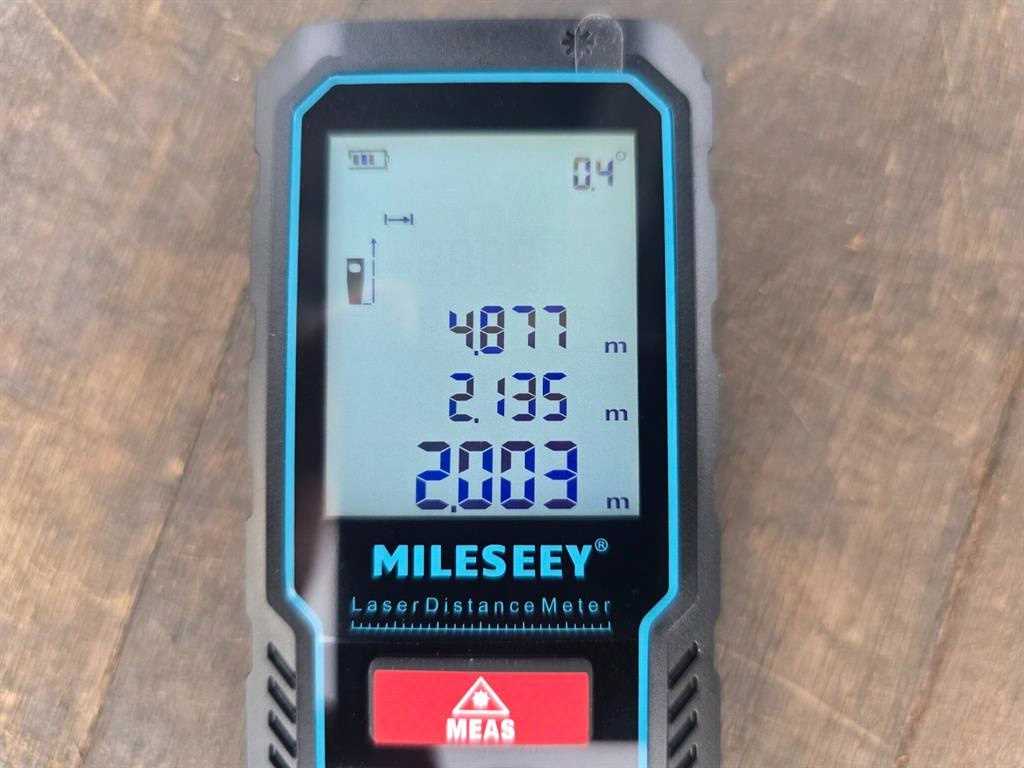 0.4°
4.877 m
2.135 m
2.003 m
MILESEEY®
Laser Distance Meter
MEAS